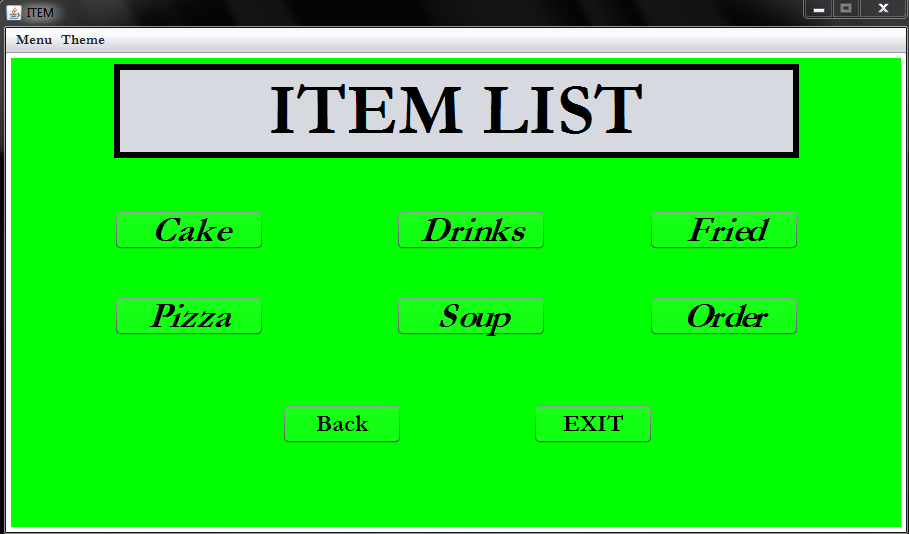 ITEM
Menu Theme
ITEM LIST
Cake Drinks Fried
Pizza Soup Order
Back EXIT